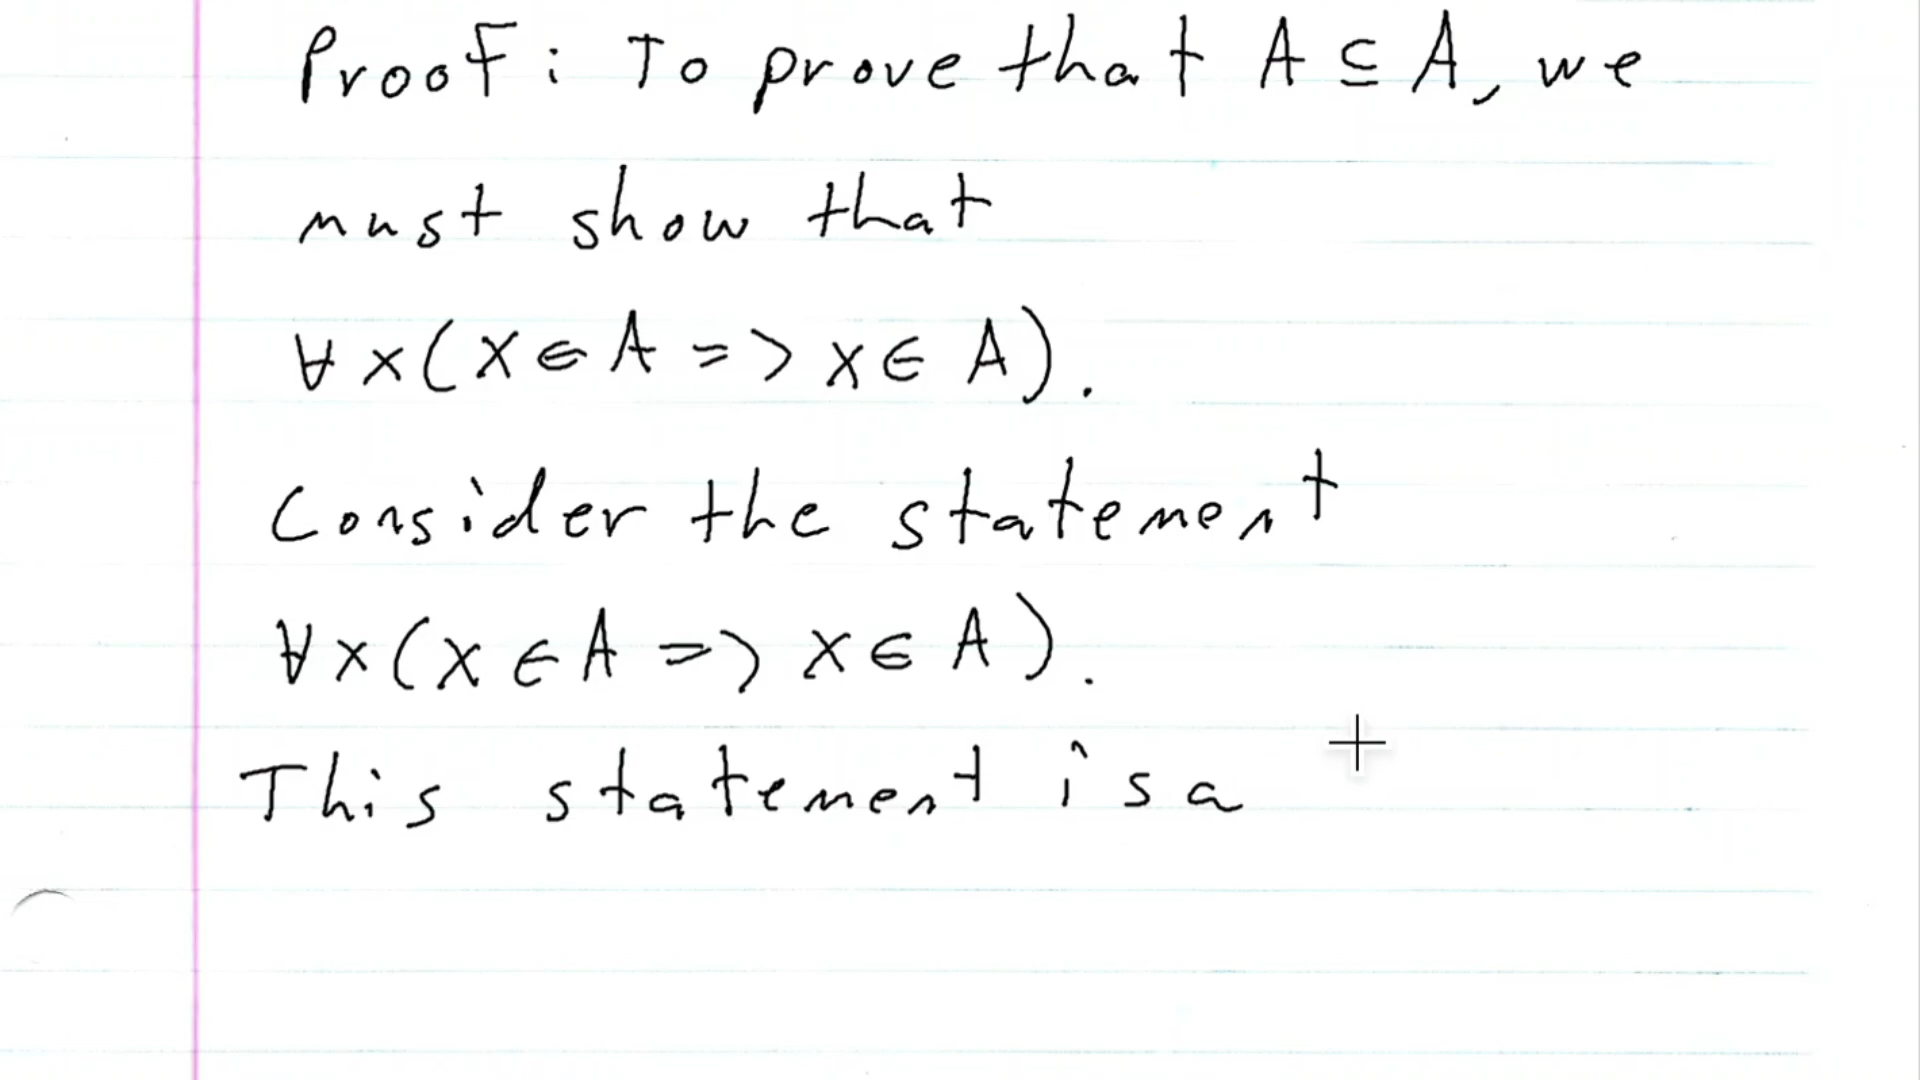 Proof: To prove that A ⊆ A, we
must show that
∀x(x∈A => x∈A).
Consider the statement
∀x(x∈A => x∈A).
This statement is a